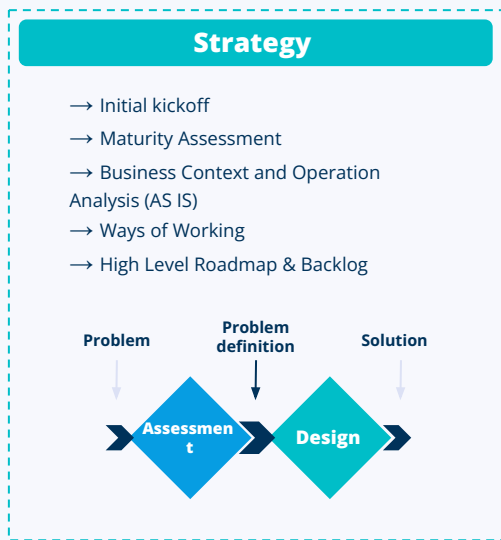 Strategy
→ Initial kickoff
→ Maturity Assessment
→ Business Context and Operation
Analysis (AS IS)
→ Ways of Working
→ High Level Roadmap & Backlog
Problem
Problem
definition
Solution
Assessmen
t
Design